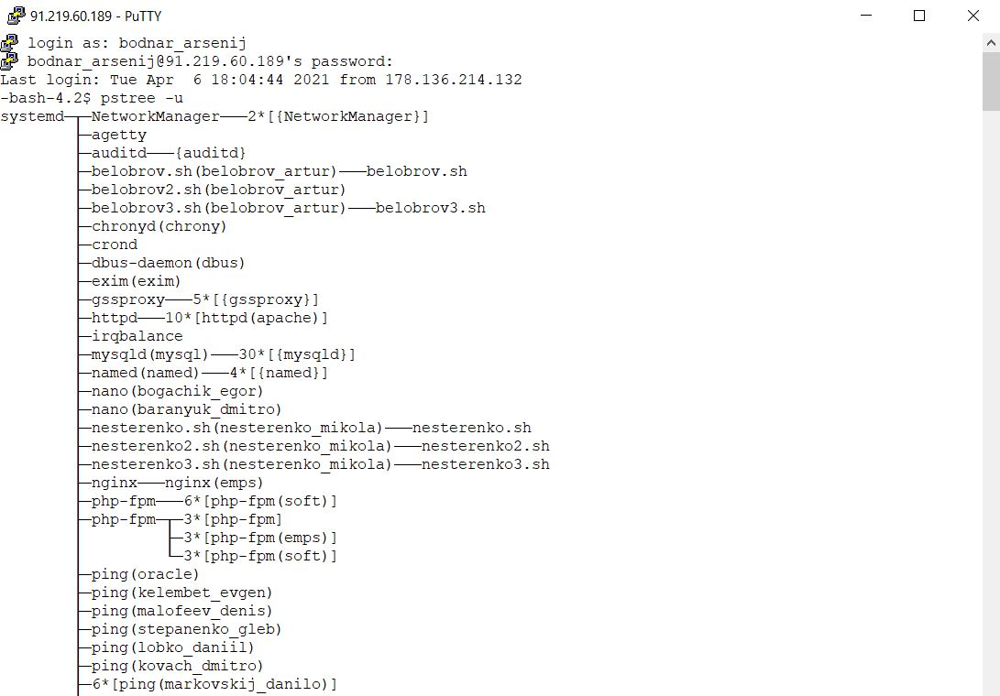 91.219.60.189 - PuTTY
login as: bodnar_arsenij
bodnar_arsenij@91.219.60.189's password:
Last login: Tue Apr  6 18:04:44 2021 from 178.136.214.132
-bash-4.2$ pstree -u
systemd─┬─NetworkManager───2*[{NetworkManager}]
        ├─agetty
        ├─auditd───{auditd}
        ├─belobrov.sh(belobrov_artur)───belobrov.sh
        ├─belobrov2.sh(belobrov_artur)
        ├─belobrov3.sh(belobrov_artur)───belobrov3.sh
        ├─chronyd(chrony)
        ├─crond
        ├─dbus-daemon(dbus)
        ├─exim(exim)
        ├─gssproxy───5*[{gssproxy}]
        ├─httpd───10*[httpd(apache)]
        ├─irqbalance
        ├─mysqld(mysql)───30*[{mysqld}]
        ├─named(named)───4*[{named}]
        ├─nano(bogachik_egor)
        ├─nano(baranyuk_dmitro)
        ├─nesterenko.sh(nesterenko_mikola)───nesterenko.sh
        ├─nesterenko2.sh(nesterenko_mikola)───nesterenko2.sh
        ├─nesterenko3.sh(nesterenko_mikola)───nesterenko3.sh
        ├─nginx───nginx(emps)
        ├─php-fpm───6*[php-fpm(soft)]
        ├─php-fpm─┬─3*[php-fpm]
        │         ├─3*[php-fpm(emps)]
        │         └─3*[php-fpm(soft)]
        ├─ping(oracle)
        ├─ping(kelembet_evgen)
        ├─ping(malofeev_denis)
        ├─ping(stepanenko_gleb)
        ├─ping(lobko_daniil)
        ├─ping(kovach_dmitro)
        ├─6*[ping(markovskij_danilo)]